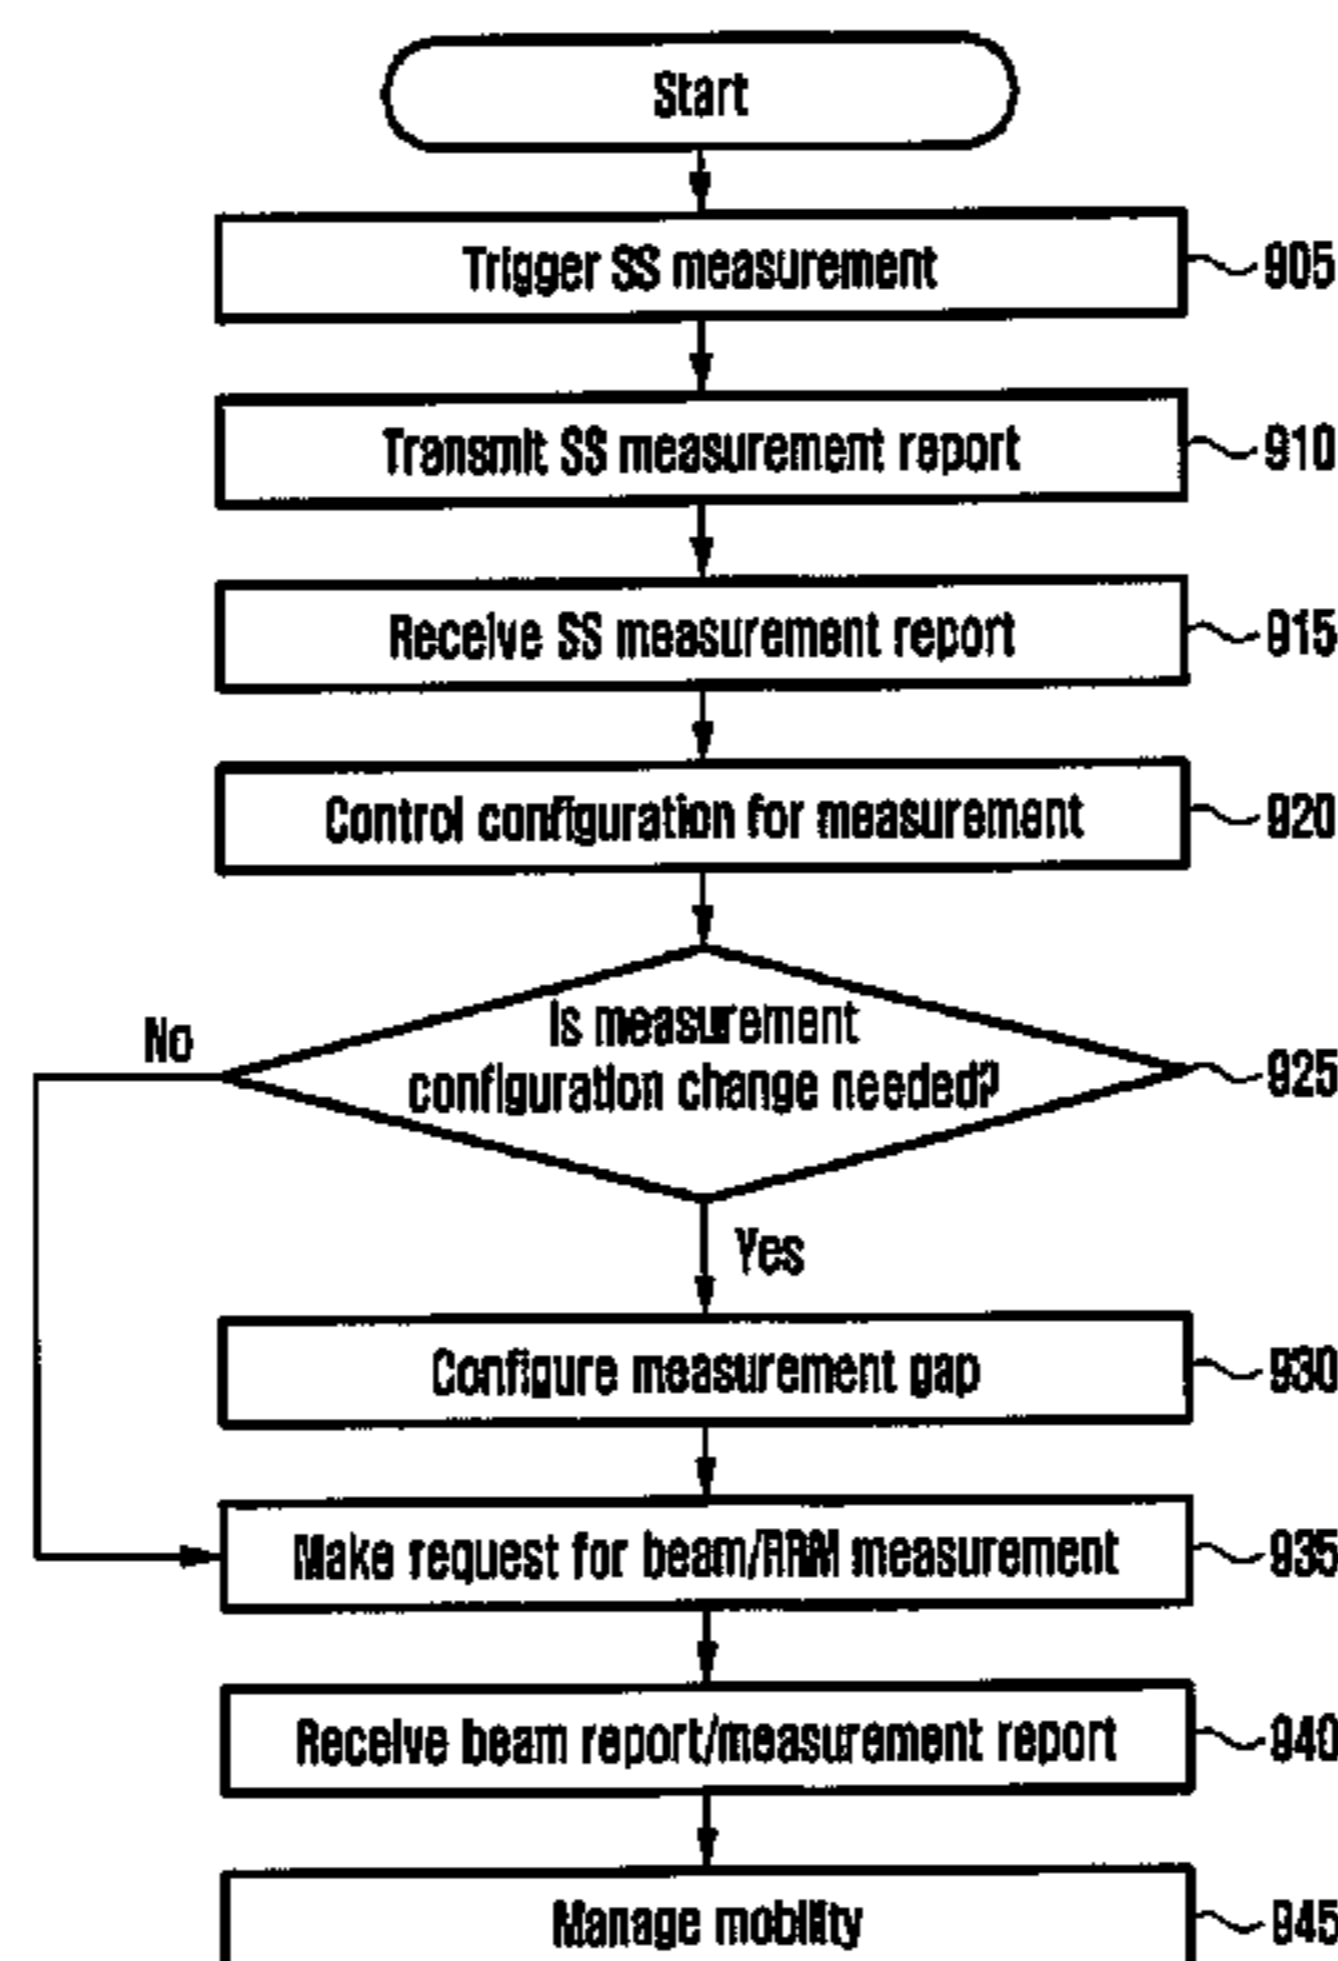 Start
Trigger SS measurement
905
Transmit SS measurement report
910
Receive SS measurement report
915
Control configuration for measurement
920
Is measurement
configuration change needed?
925
No
Yes
Configure measurement gap
930
Make request for beam/RRM measurement
935
Receive beam report/measurement report
940
Manage mobility
945